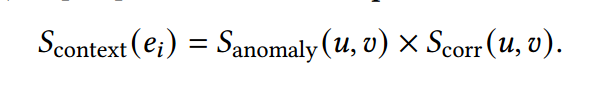 S_context(e_i) = S_anomaly(u, v) × S_corr(u, v).